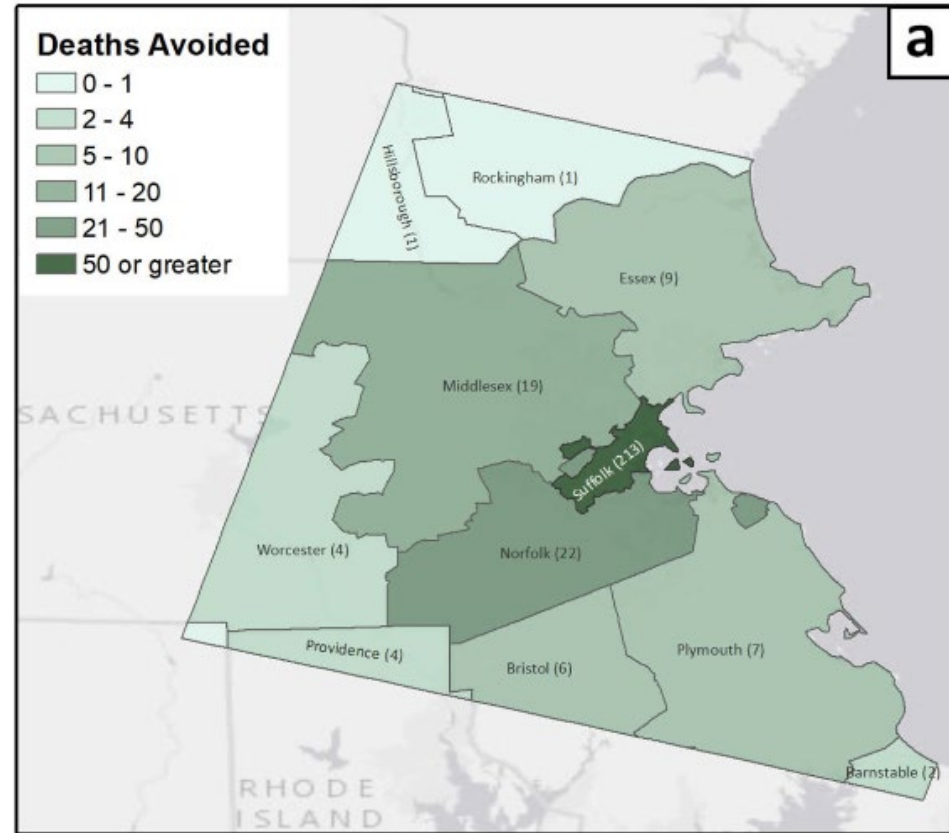 a
Deaths Avoided
0 - 1
2 - 4
5 - 10
11 - 20
21 - 50
50 or greater
Hillsborough (1)
Rockingham (1)
Essex (9)
Middlesex (19)
SACHUSETTS
Suffolk (213)
Worcester (4)
Norfolk (22)
Providence (4)
Bristol (6)
Plymouth (7)
Barnstable (2)
RHODE
ISLAND